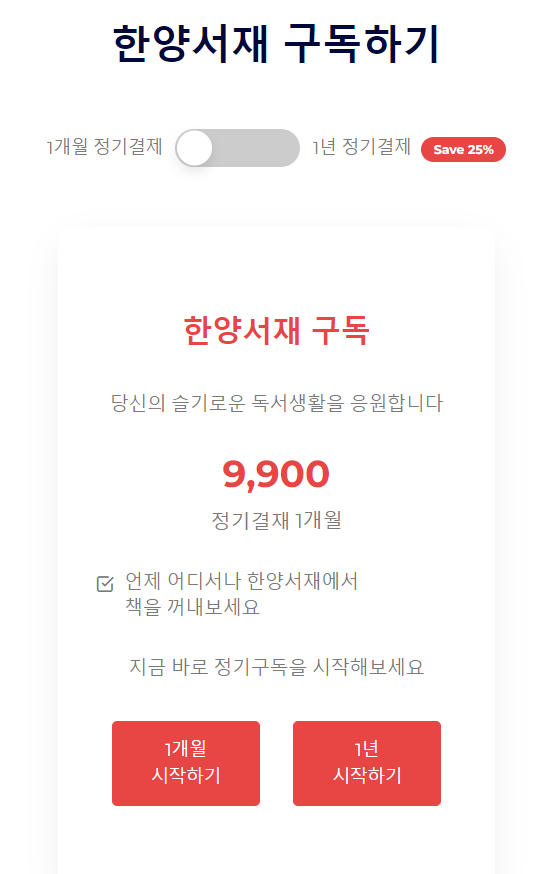 한양서재 구독하기
1개월 정기결제
1년 정기결제
Save 25%
한양서재 구독
당신의 슬기로운 독서생활을 응원합니다
9,900
정기결재 1개월
언제 어디서나 한양서재에서
책을 꺼내보세요
지금 바로 정기구독을 시작해보세요
1개월
시작하기
1년
시작하기